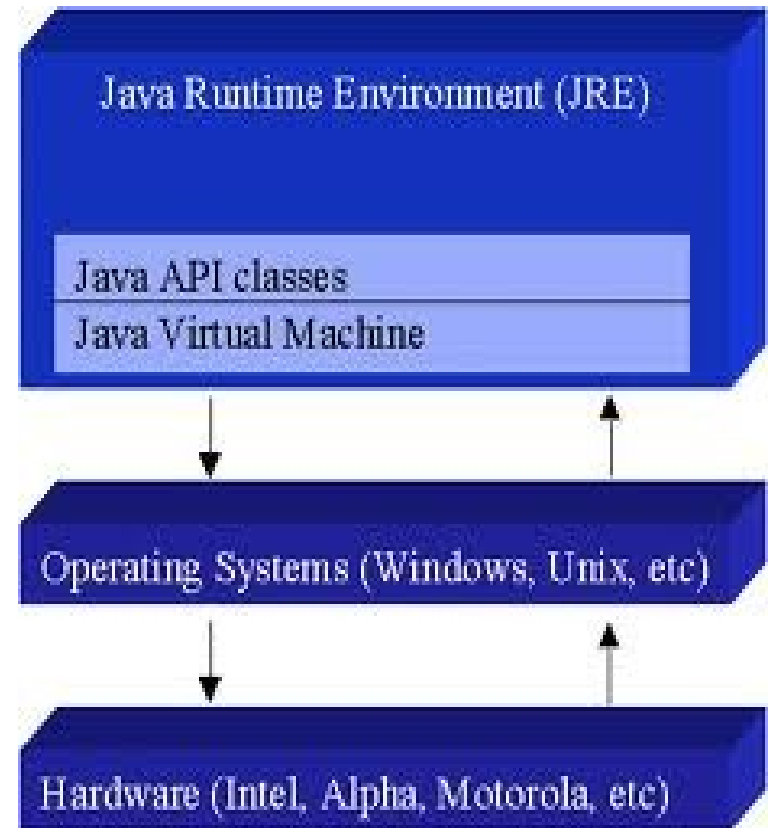 Java Runtime Environment (JRE)
Java API classes
Java Virtual Machine
Operating Systems (Windows, Unix, etc)
Hardware (Intel, Alpha, Motorola, etc)